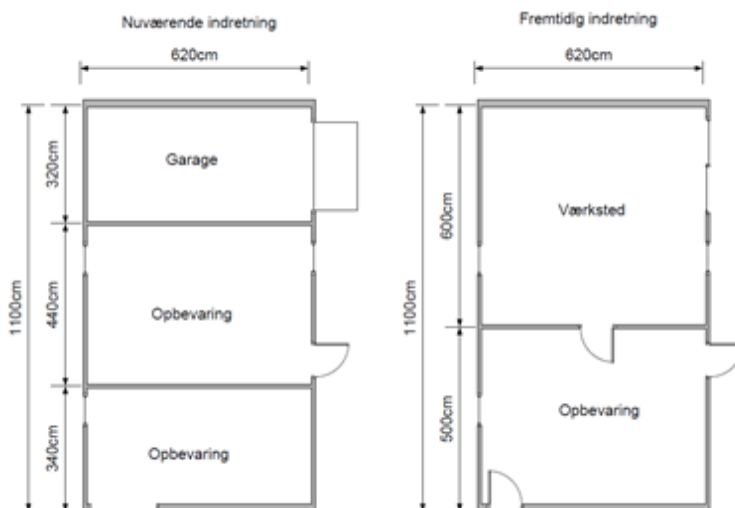 Nuværende indretning
620cm
1100cm
320cm
440cm
340cm
Garage
Opbevaring
Opbevaring
Fremtidig indretning
620cm
1100cm
600cm
500cm
Værksted
Opbevaring